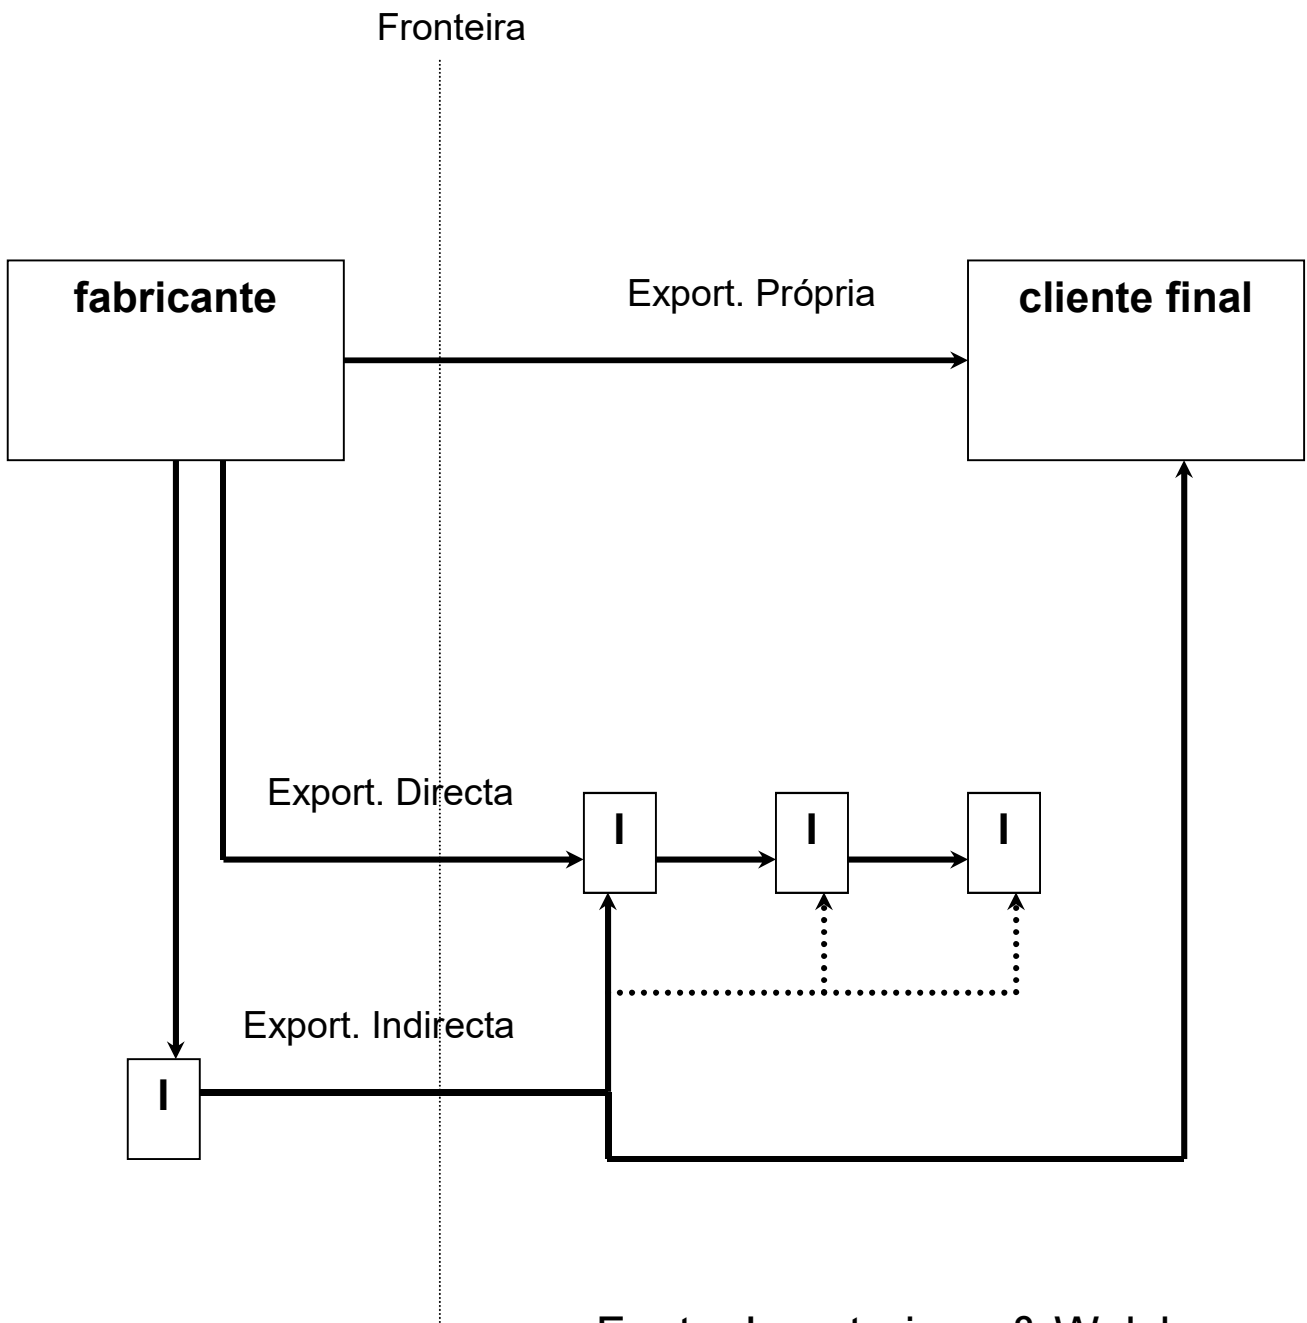 Fronteira
fabricante
Export. Própria
cliente final
Export. Directa
I
I
I
Export. Indirecta
I